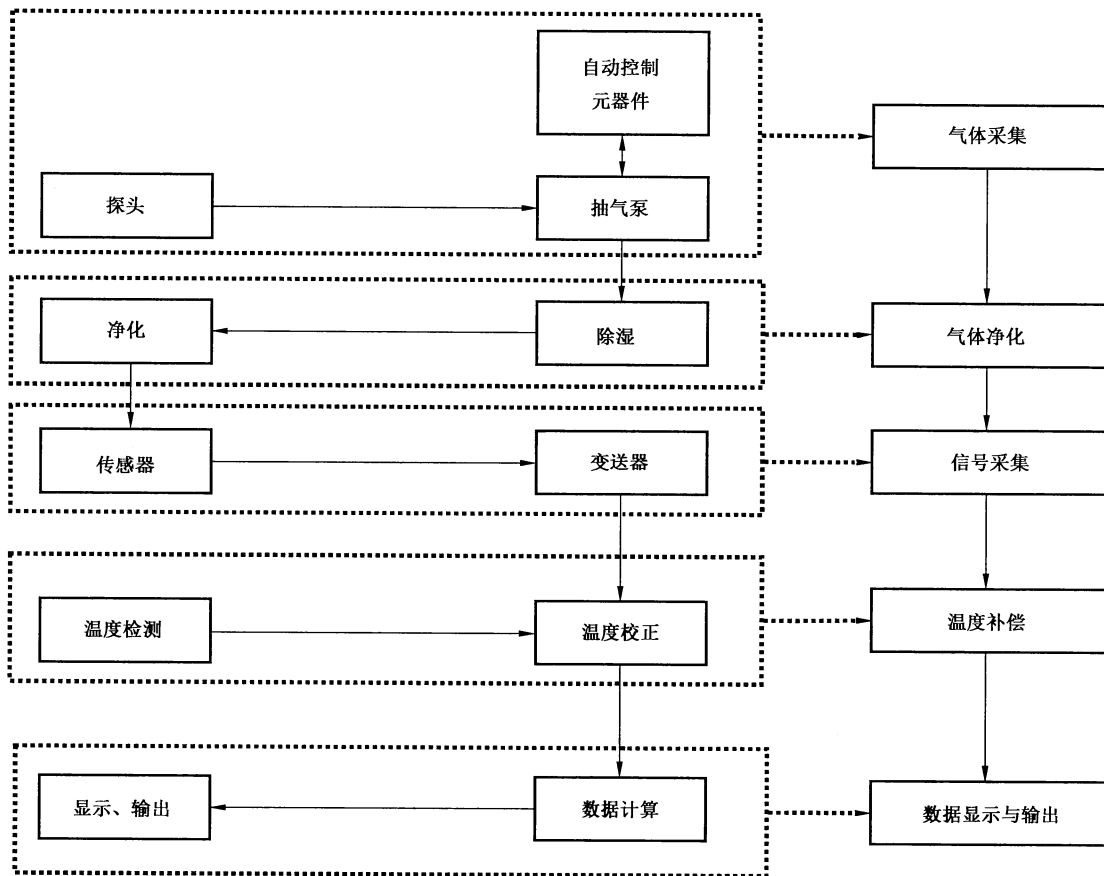 自动控制
元器件
气体采集
探头
抽气泵
净化
除湿
气体净化
传感器
变送器
信号采集
温度检测
温度校正
温度补偿
显示、输出
数据计算
数据显示与输出